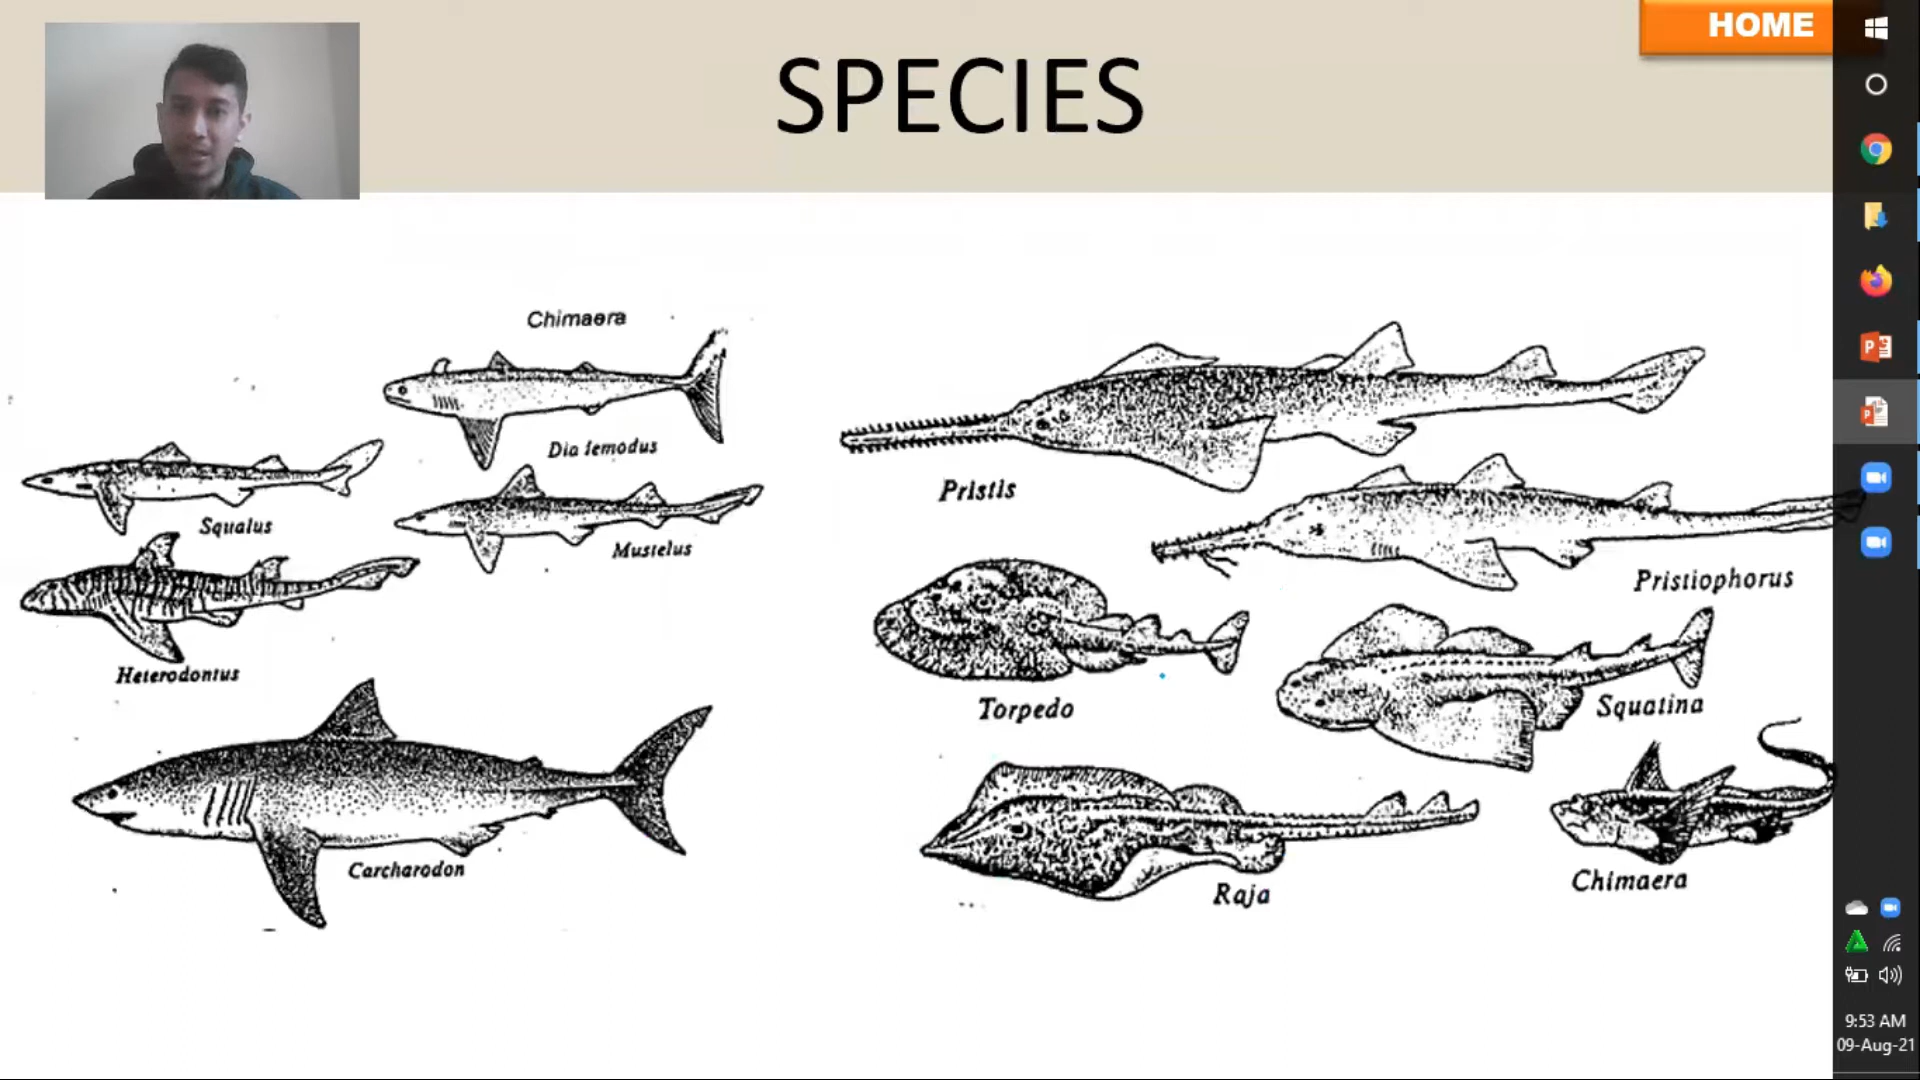 HOME
SPECIES
Chimaera
Dia femodus
Squalus
Mustelus
Heterodontus
Carcharodon
Pristis
Pristiophorus
Torpedo
Squatina
Raja
Chimaera
9:53 AM
09-Aug-21